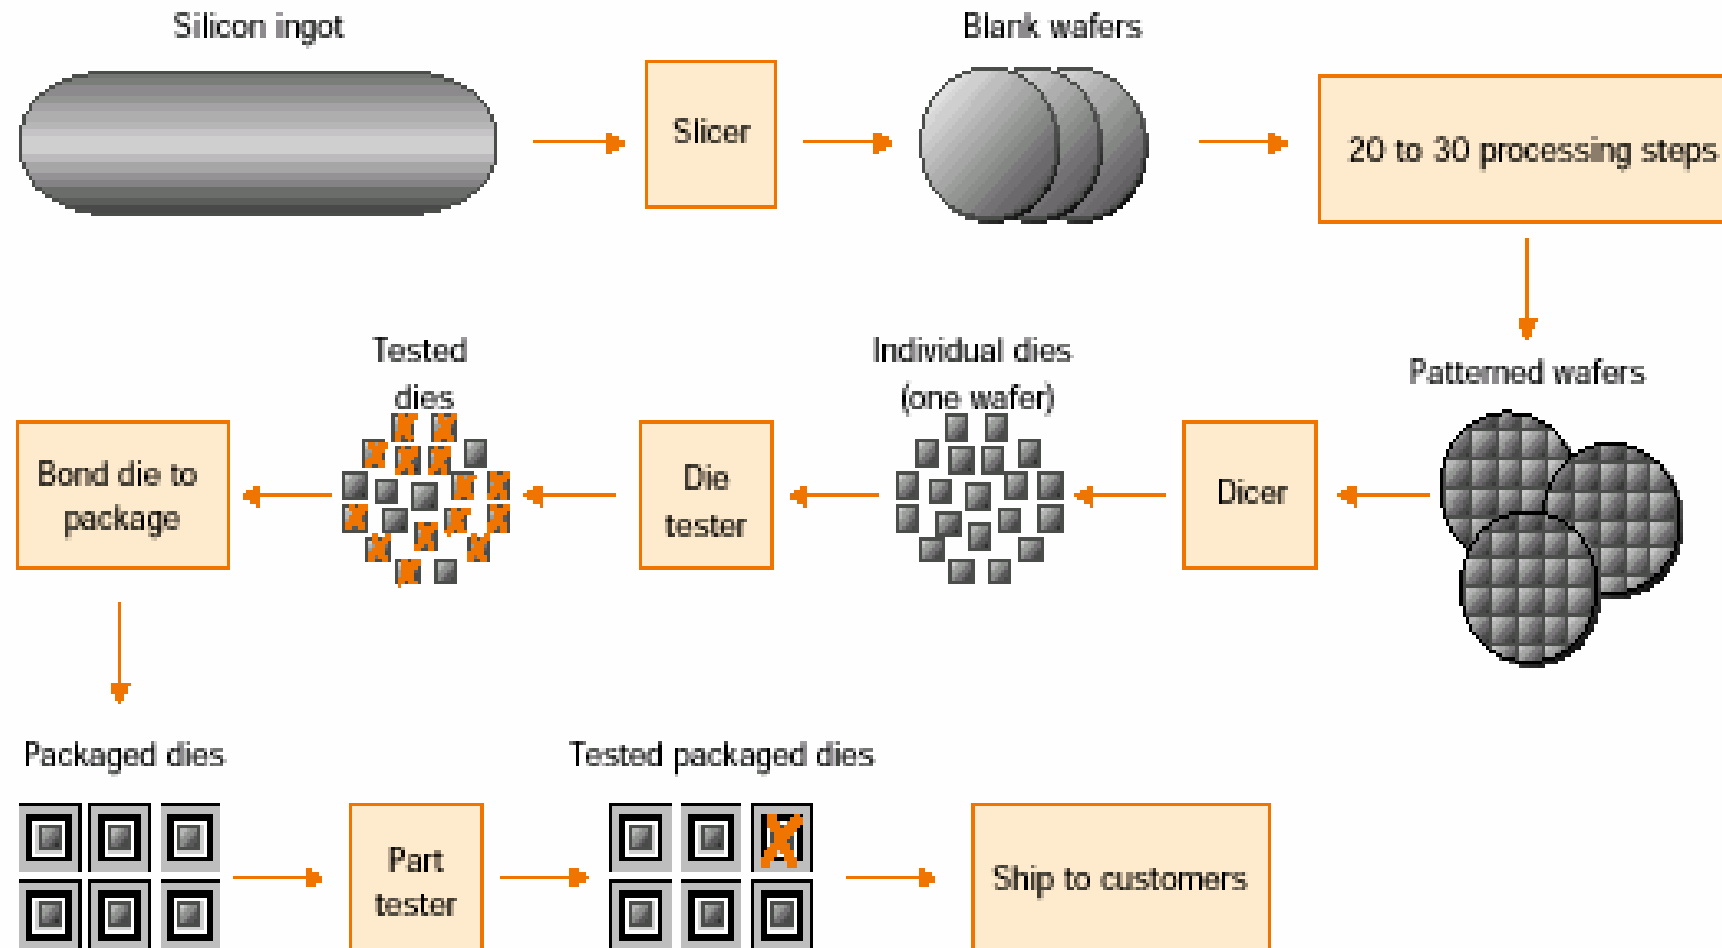 Silicon ingot
Slicer
Blank wafers
20 to 30 processing steps
Patterned wafers
Dicer
Individual dies
(one wafer)
Die
tester
Tested
dies
Bond die to
package
Packaged dies
Part
tester
Tested packaged dies
Ship to customers